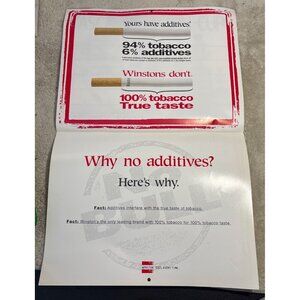 Yours have additives*
94% tobacco
6% additives
Winstons don't.
100% tobacco
True taste
Why no additives?
Here's why.
Fact: Additives interfere with the true taste of tobacco.
Fact: Winston's the only leading brand with 100% tobacco for 100% taste.